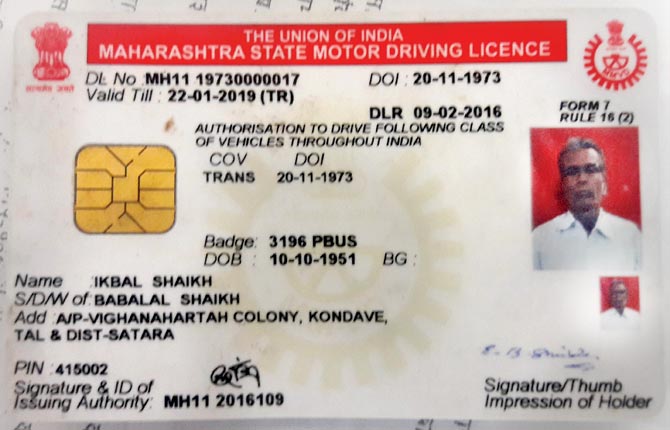 THE UNION OF INDIA
MAHARASHTRA STATE MOTOR DRIVING LICENCE
DL No MH11 19730000017 DOI : 20-11-1973
Valid Till : 22-01-2019 (TR)
DLR 09-02-2016
FORM 7
RULE 16 (2)
AUTHORISATION TO DRIVE FOLLOWING CLASS
OF VEHICLES THROUGHOUT INDIA
COV DOI
TRANS 20-11-1973
Badge: 3196 PBUS
DOB : 10-10-1951 BG :
Name : IKBAL SHAIKH
S/D/W of : BABALAL SHAIKH
Add : A/P-VIGHANAHARTAH COLONY, KONDAVE,
TAL & DIST-SATARA
PIN : 415002
Signature & ID of
Issuing Authority: MH11 2016109
Signature/Thumb
Impression of Holder